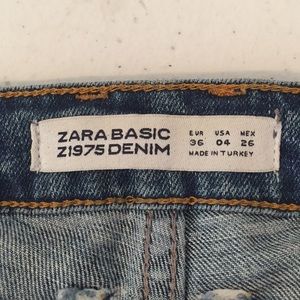 ZARA BASIC
Z1975 DENIM
EUR USA MEX
36 04 26
MADE IN TURKEY